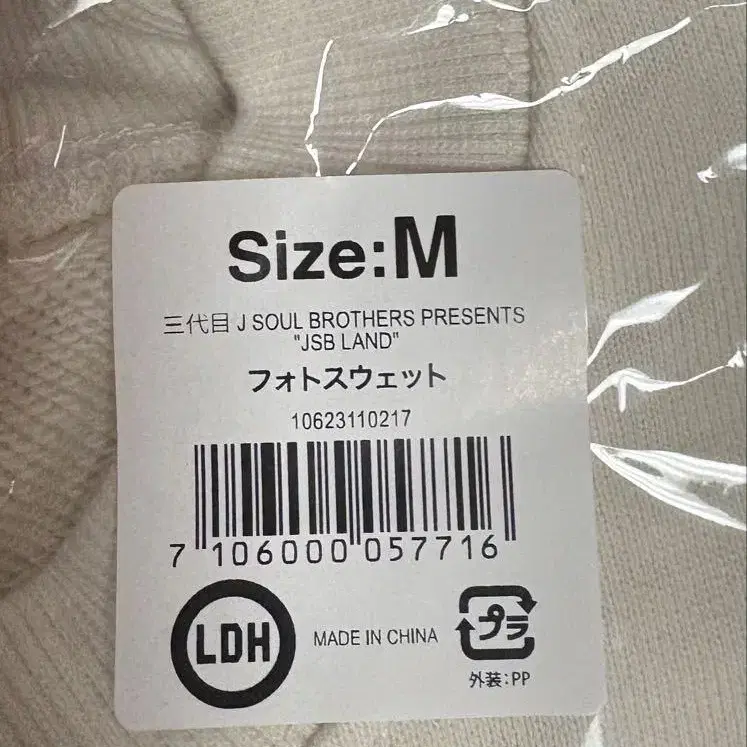 Size:M
三代目 J SOUL BROTHERS PRESENTS
"JSB LAND"
フォトスウェット
10623110217
7 106000 057716
LDH
MADE IN CHINA
プラ
外装:PP